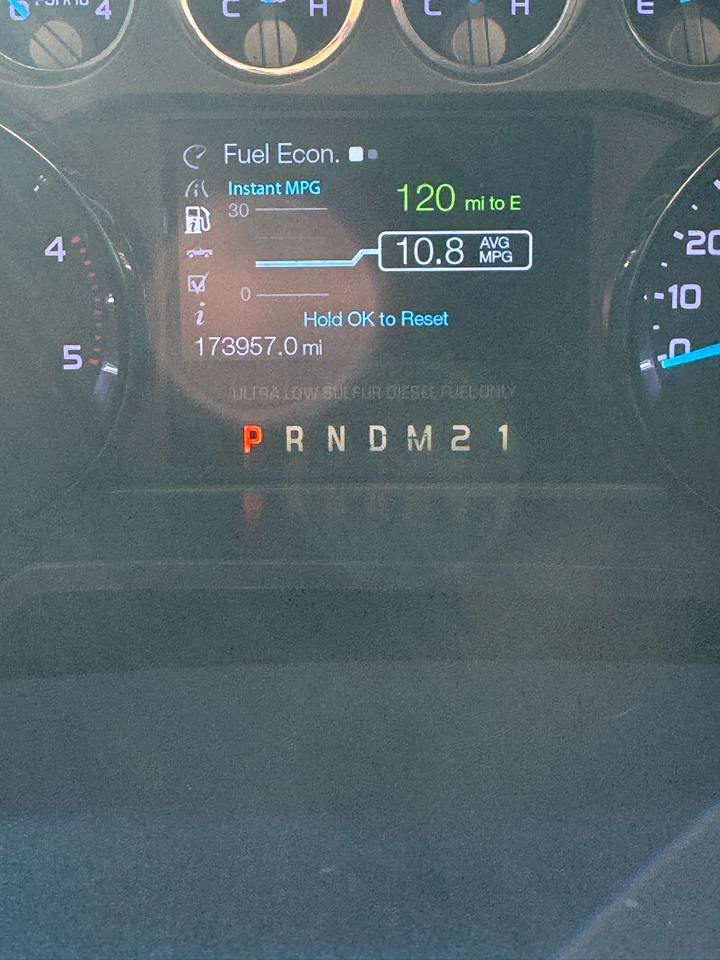 4
C H
C H
E
Fuel Econ.
Instant MPG
30
120 mi to E
10.8 AVG MPG
0
Hold OK to Reset
173957.0 mi
4
5
20
10
0
ULTRA LOW SULFUR DIESEL FUEL ONLY
P R N D M 2 1